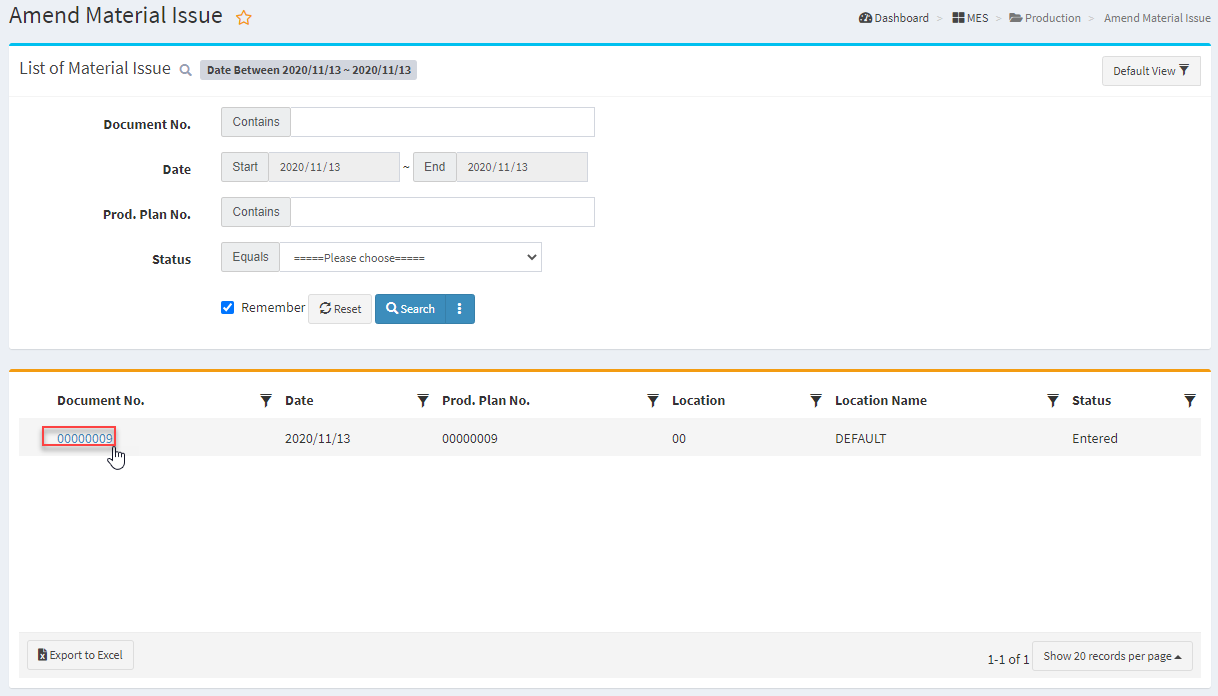 Amend Material Issue
Dashboard > MES > Production > Amend Material Issue
List of Material Issue Date Between 2020/11/13 ~ 2020/11/13
Default View
Document No. Contains
Date Start 2020/11/13 ~ End 2020/11/13
Prod. Plan No. Contains
Status Equals =====Please choose=====
Remember Reset Search
Document No. Date Prod. Plan No. Location Location Name Status
00000009 2020/11/13 00000009 00 DEFAULT Entered
Export to Excel 1-1 of 1 Show 20 records per page